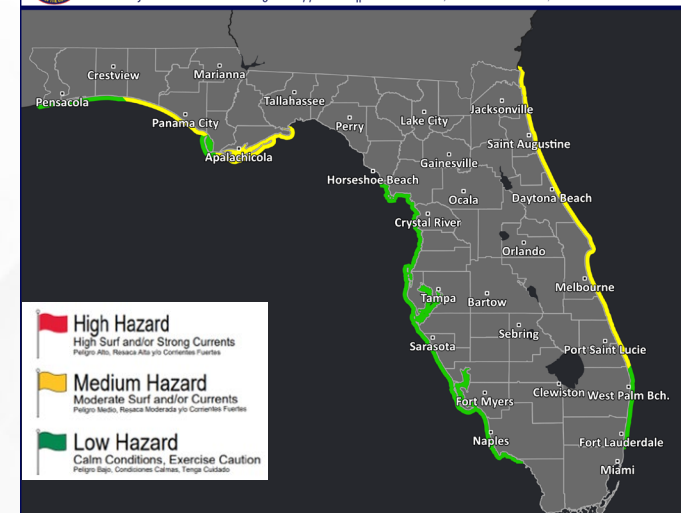 Crestview
Marianna
Pensacola
Tallahassee
Jacksonville
Panama City
Perry
Lake City
Saint Augustine
Apalachicola
Gainesville
Horseshoe Beach
Ocala
Daytona Beach
Crystal River
Orlando
Melbourne
Tampa
Bartow
Sebring
Sarasota
Port Saint Lucie
Clewiston
West Palm Bch.
Fort Myers
Naples
Fort Lauderdale
Miami
High Hazard
High Surf and/or Strong Currents
Peligro Alto, Resaca Alta y/o Corrientes Fuertes
Medium Hazard
Moderate Surf and/or Currents
Peligro Medio, Resaca Moderada y/o Corrientes Fuertes
Low Hazard
Calm Conditions, Exercise Caution
Peligro Bajo, Condiciones Calmas, Tenga Cuidado